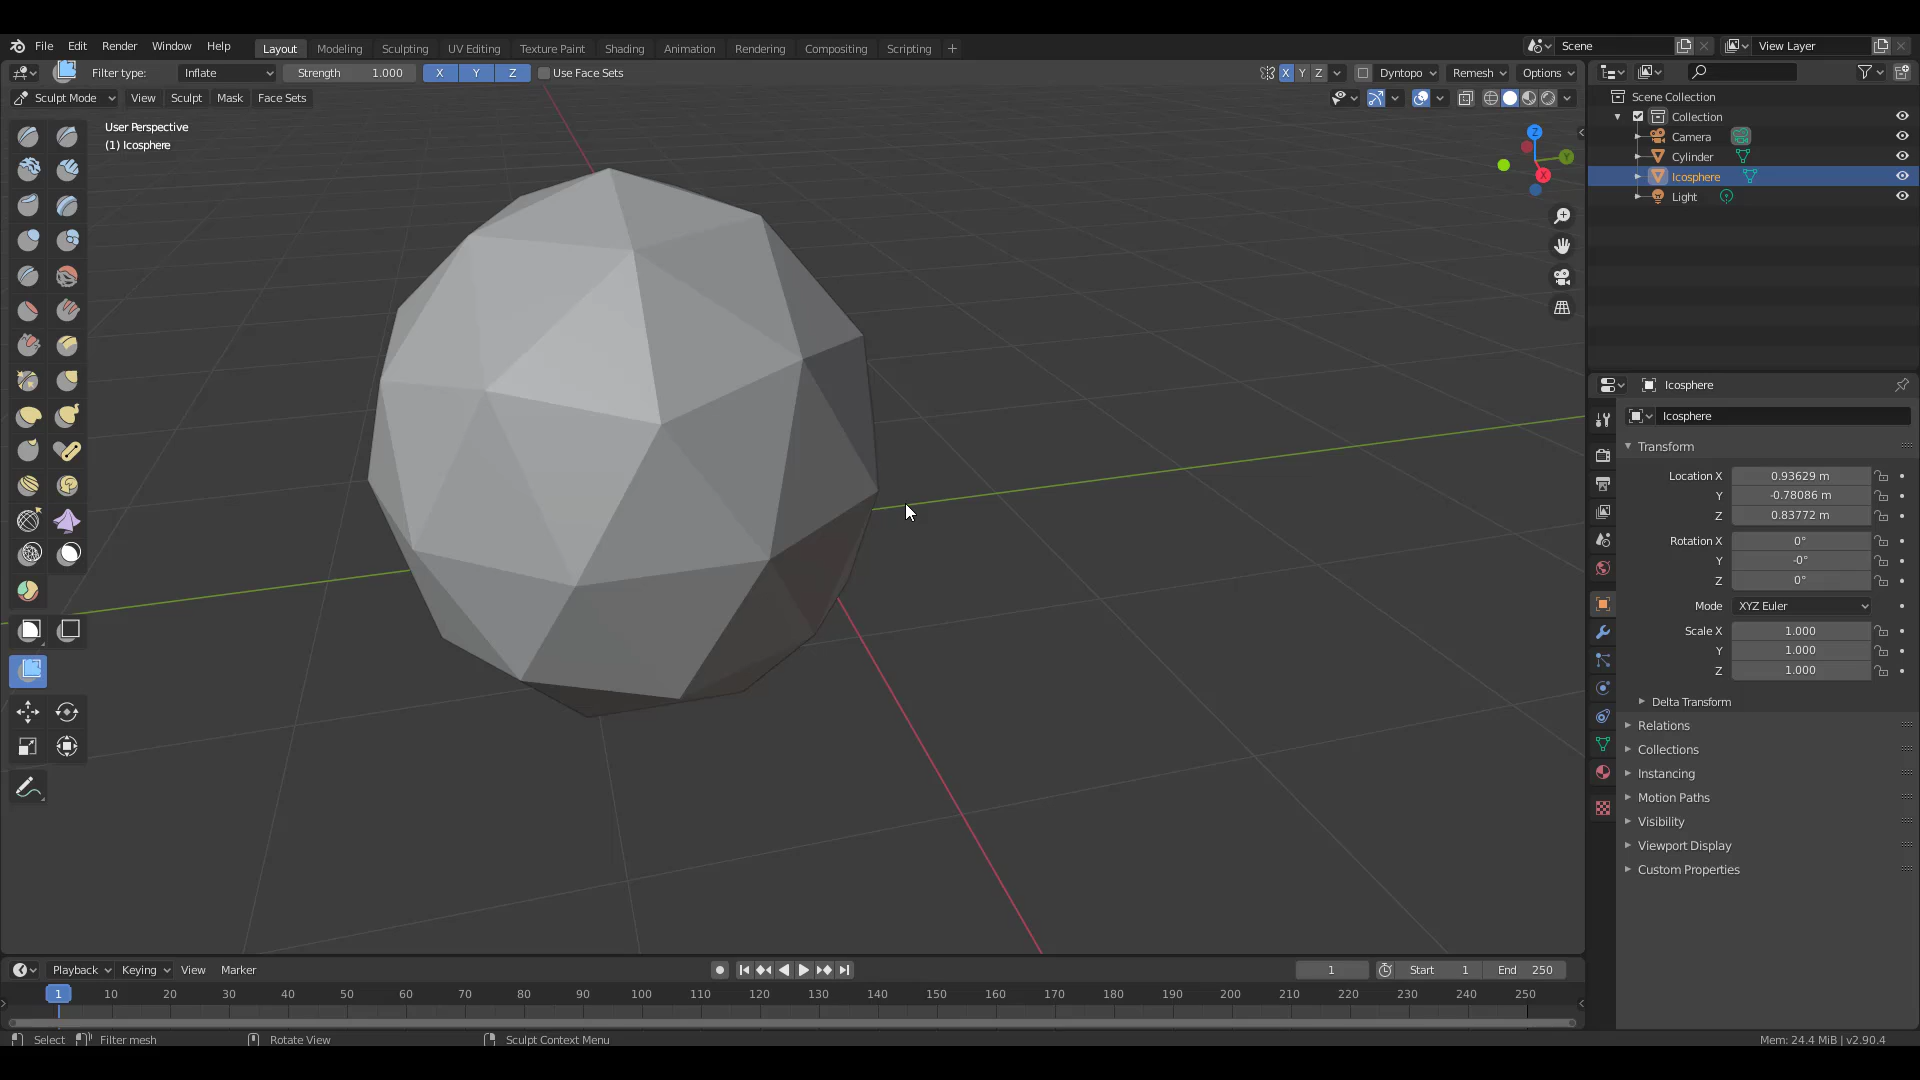 File Edit Render Window Help Layout Modeling Sculpting UV Editing Texture Paint Shading Animation Rendering Compositing Scripting + Scene View Layer
Filter type: Inflate Strength 1.000 X Y Z Use Face Sets X Y Z Dyntopo Remesh Options
Sculpt Mode View Sculpt Mask Face Sets
User Perspective
(1) Icosphere
Z
Y
X
Scene Collection
Collection
Camera
Cylinder
Icosphere
Light
Icosphere
Icosphere
Transform
Location X 0.93629 m
Y -0.78086 m
Z 0.83772 m
Rotation X 0°
Y -0°
Z 0°
Mode XYZ Euler
Scale X 1.000
Y 1.000
Z 1.000
Delta Transform
Relations
Collections
Instancing
Motion Paths
Visibility
Viewport Display
Custom Properties
Playback Keying View Marker 1 Start 1 End 250
1 10 20 30 40 50 60 70 80 90 100 110 120 130 140 150 160 170 180 190 200 210 220 230 240 250
Select Filter mesh Rotate View Sculpt Context Menu Mem: 24.4 MiB | v2.90.4